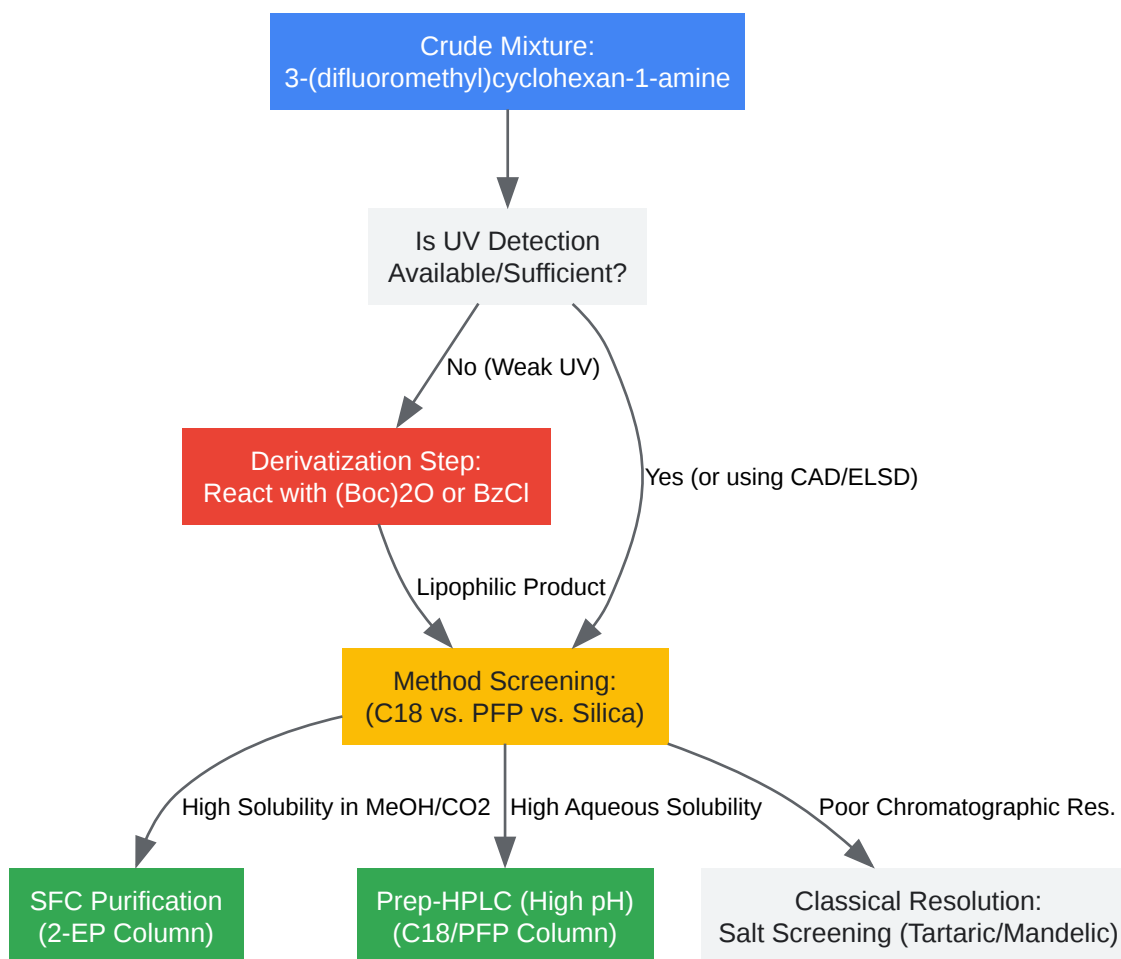 Crude Mixture:
3-(difluoromethyl)cyclohexan-1-amine
Is UV Detection
Available/Sufficient?
No (Weak UV)
Derivatization Step:
React with (Boc)2O or BzCl
Yes (or using CAD/ELSD)
Lipophilic Product
Method Screening:
(C18 vs. PFP vs. Silica)
High Solubility in MeOH/CO2
High Aqueous Solubility
Poor Chromatographic Res.
SFC Purification
(2-EP Column)
Prep-HPLC (High pH)
(C18/PFP Column)
Classical Resolution:
Salt Screening (Tartaric/Mandelic)